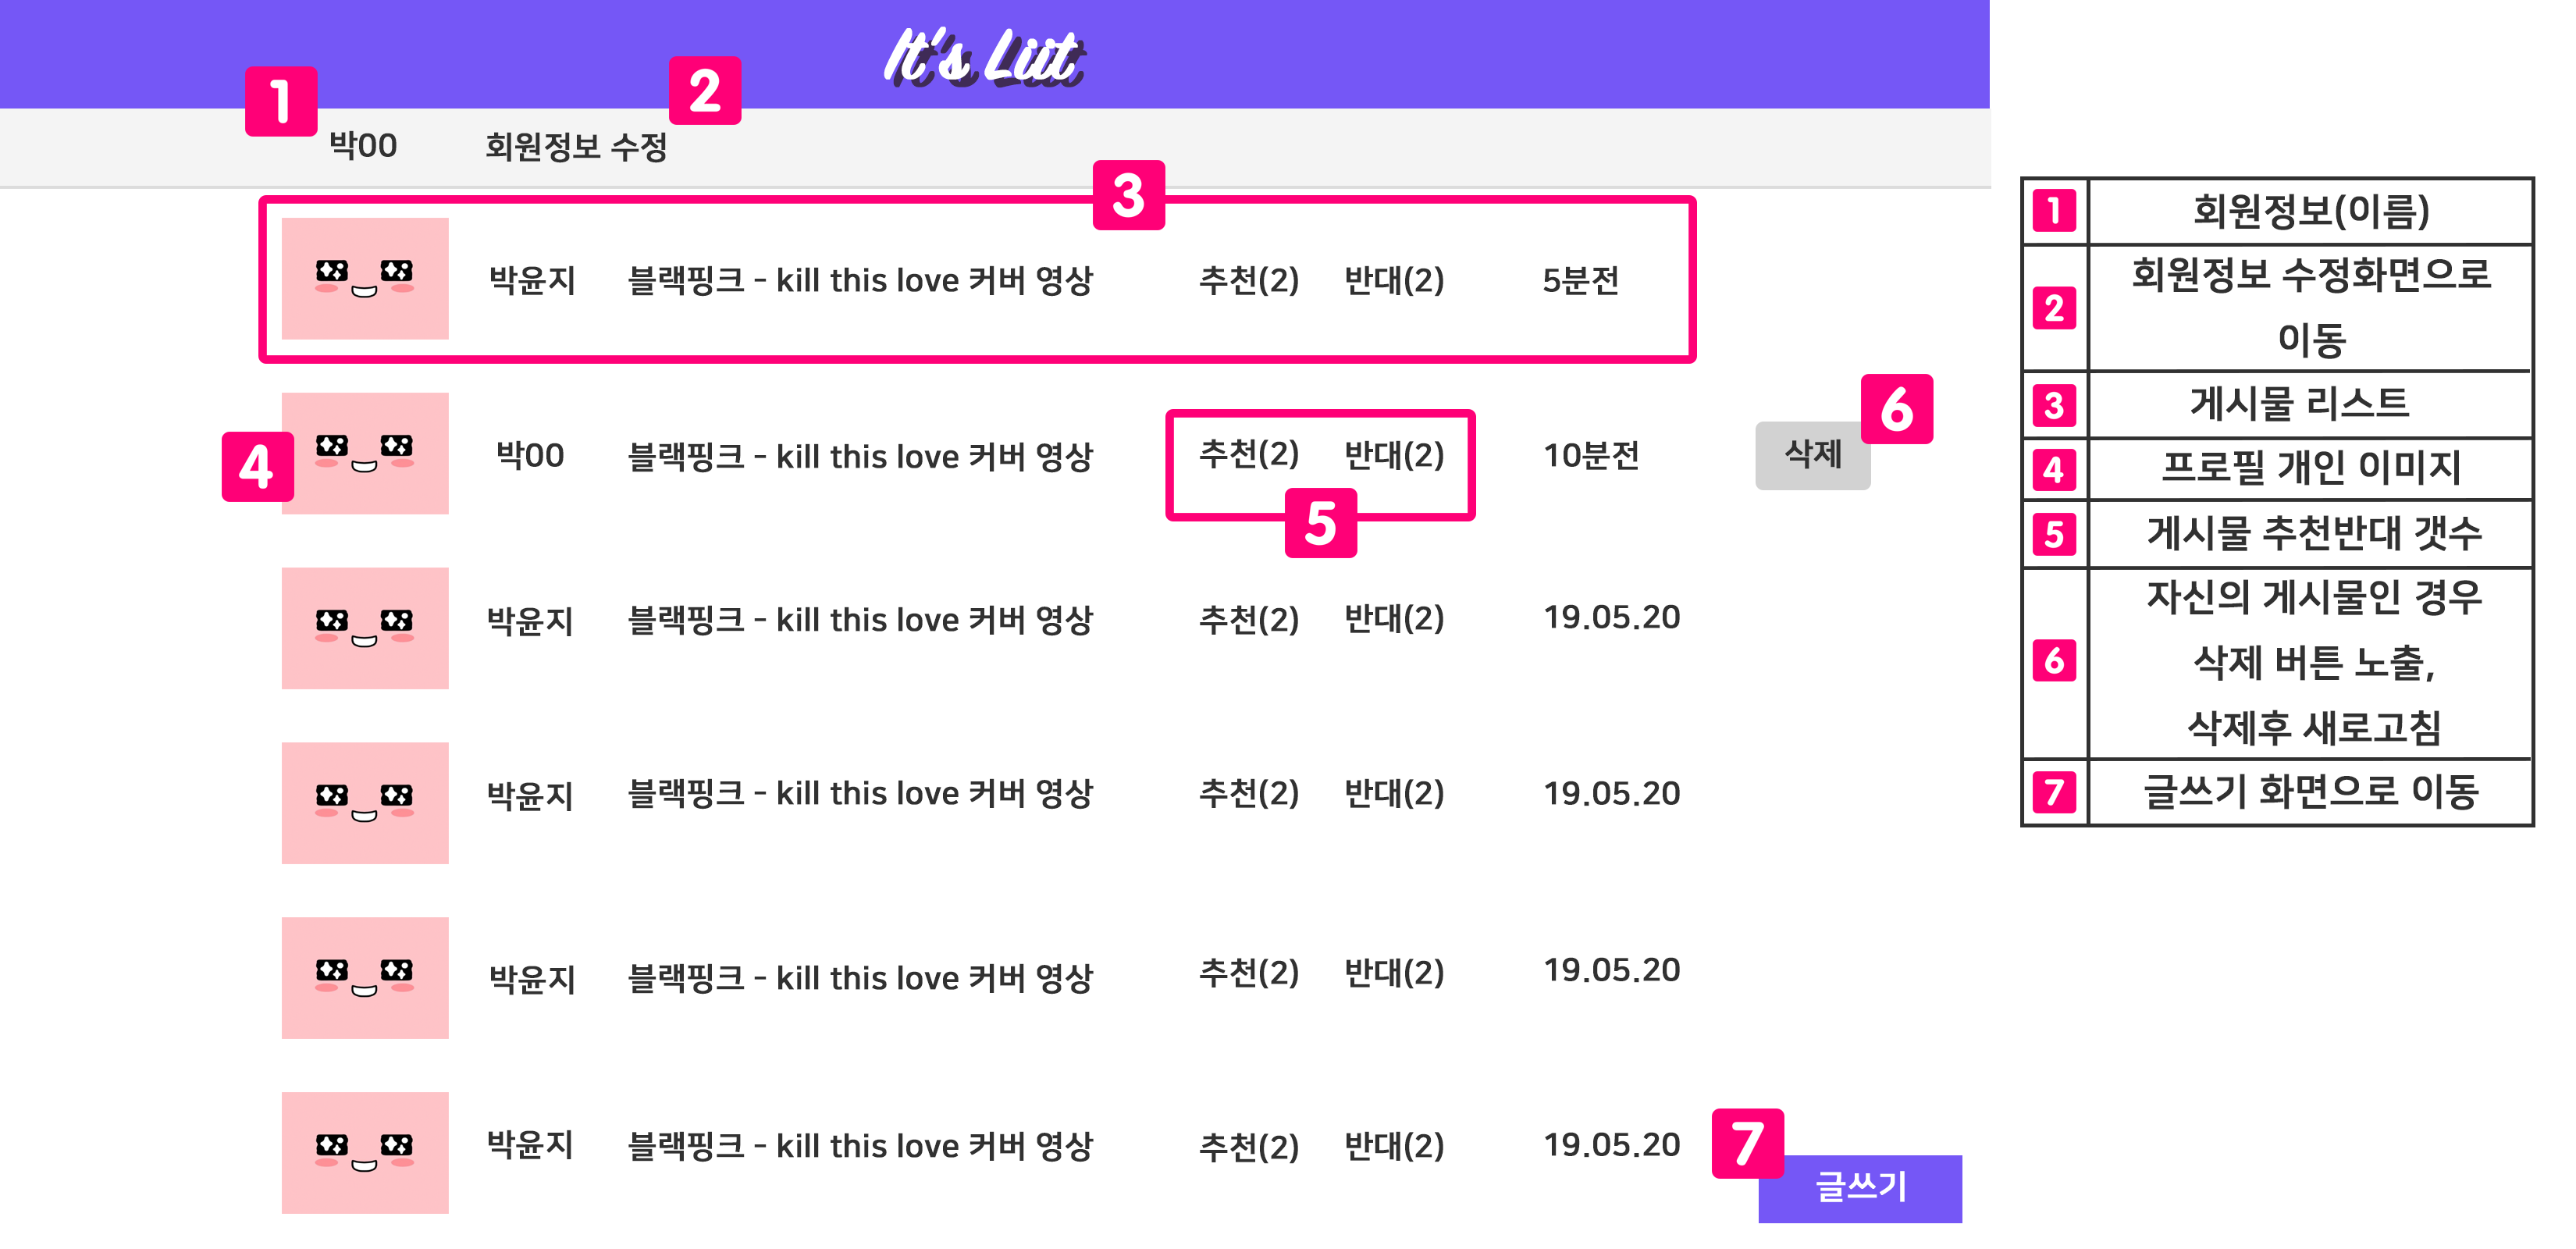 It's Liit
1
2
박00 회원정보 수정
3
박윤지 블랙핑크 - kill this love 커버 영상 추천(2) 반대(2) 5분전
4
박00 블랙핑크 - kill this love 커버 영상 추천(2) 반대(2) 10분전 삭제
6
5
박윤지 블랙핑크 - kill this love 커버 영상 추천(2) 반대(2) 19.05.20
박윤지 블랙핑크 - kill this love 커버 영상 추천(2) 반대(2) 19.05.20
박윤지 블랙핑크 - kill this love 커버 영상 추천(2) 반대(2) 19.05.20
박윤지 블랙핑크 - kill this love 커버 영상 추천(2) 반대(2) 19.05.20
7
글쓰기
1 회원정보(이름)
2 회원정보 수정화면으로
이동
3 게시물 리스트
4 프로필 개인 이미지
5 게시물 추천반대 갯수
6 자신의 게시물인 경우
삭제 버튼 노출,
삭제후 새로고침
7 글쓰기 화면으로 이동